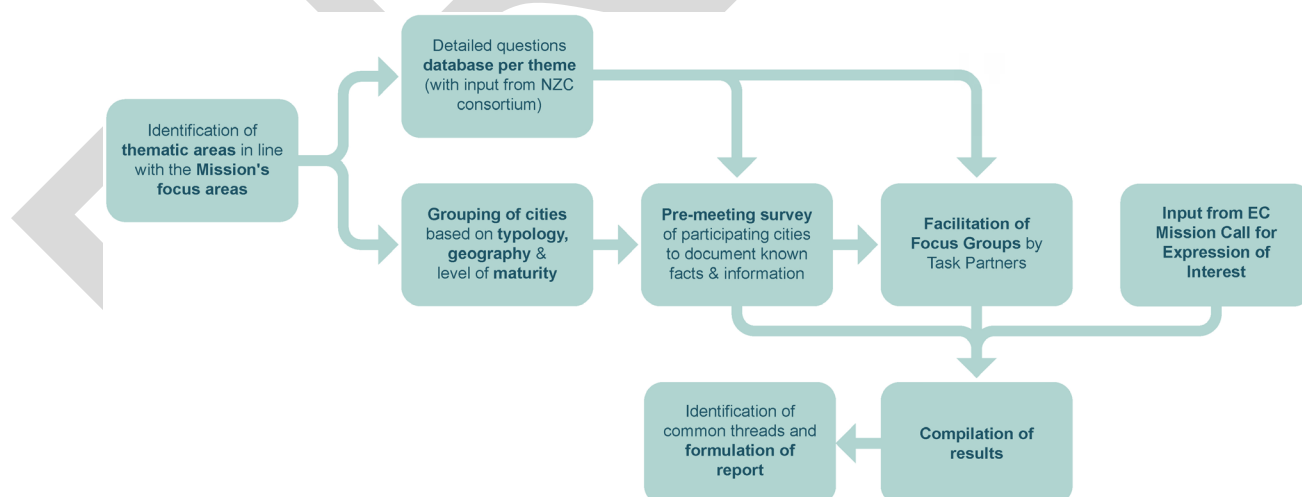 Identification of
thematic areas in line
with the Mission's
focus areas
Detailed questions
database per theme
(with input from NZC
consortium)
Grouping of cities
based on typology,
geography &
level of maturity
Pre-meeting survey
of participating cities
to document known
facts & information
Facilitation of
Focus Groups by
Task Partners
Input from EC
Mission Call for
Expression of
Interest
Compilation of
results
Identification of
common threads and
formulation of
report